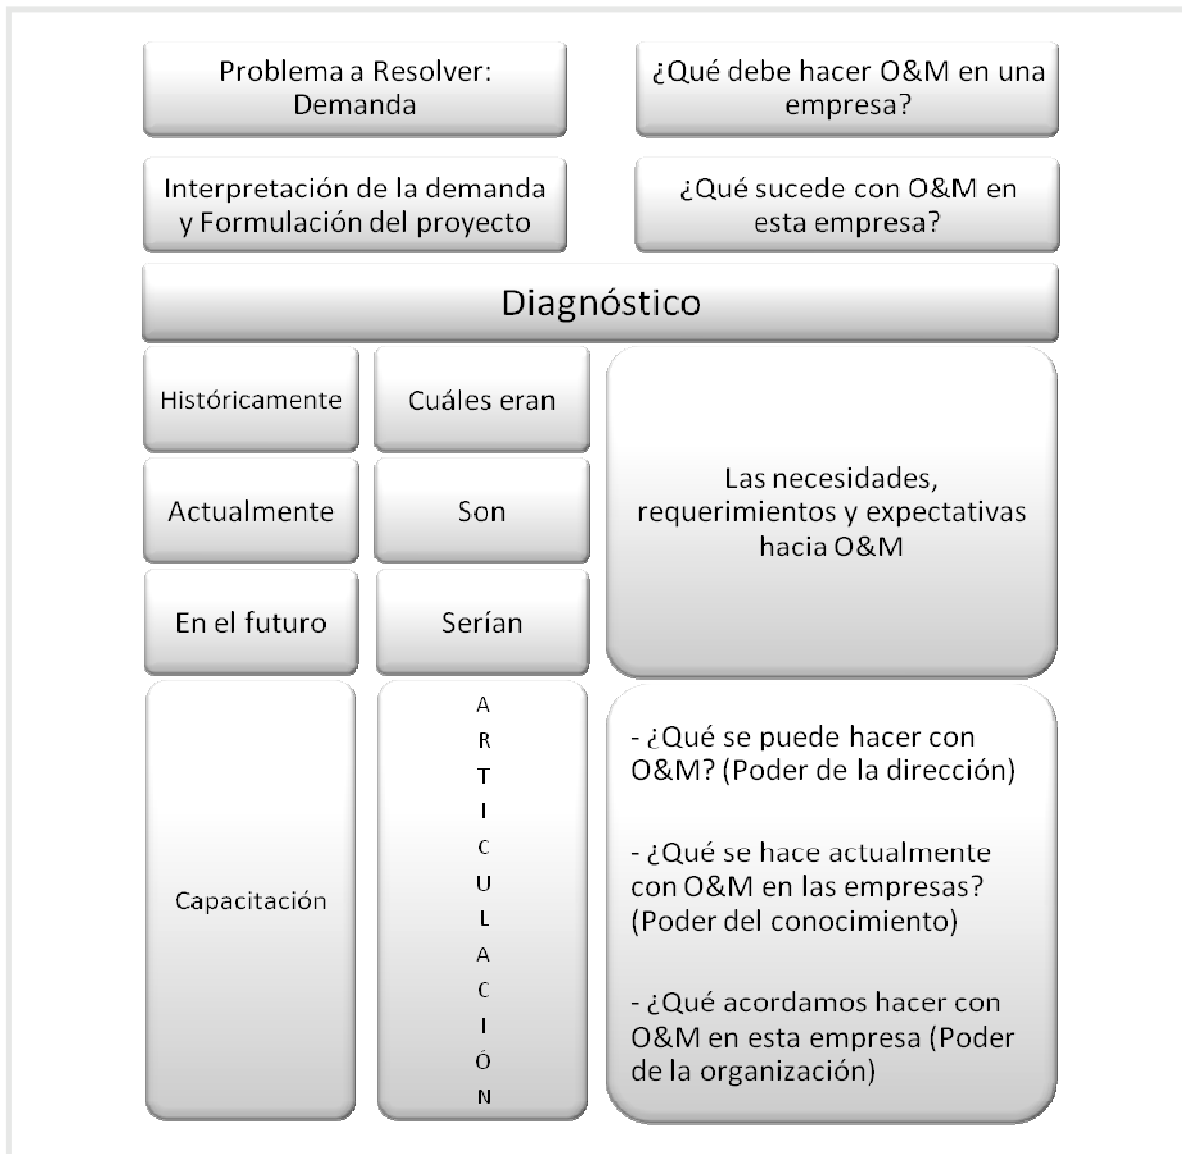 Problema a Resolver:
Demanda
¿Qué debe hacer O&M en una
empresa?
Interpretación de la demanda
y Formulación del proyecto
¿Qué sucede con O&M en
esta empresa?
Diagnóstico
Históricamente
Cuáles eran
Actualmente
Son
En el futuro
Serían
Las necesidades,
requerimientos y expectativas
hacia O&M
Capacitación
A
R
T
I
C
U
L
A
C
I
Ó
N
- ¿Qué se puede hacer con
O&M? (Poder de la dirección)
- ¿Qué se hace actualmente
con O&M en las empresas?
(Poder del conocimiento)
- ¿Qué acordamos hacer con
O&M en esta empresa (Poder
de la organización)